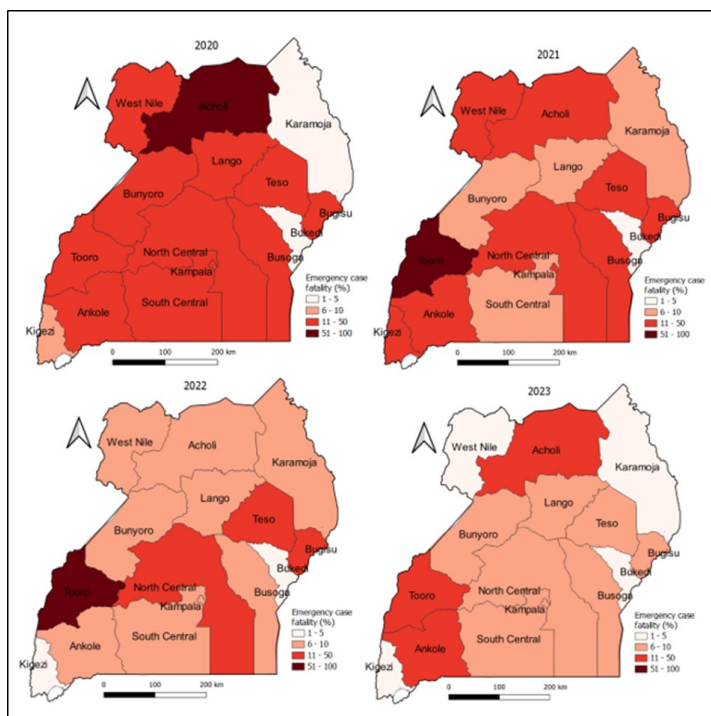 2020
West Nile
Acholi
Karamoja
Lango
Teso
Bunyoro
Bugisu
Bukedi
Tooro
North Central
Busoga
Kampala
South Central
Ankole
Kigezi
Emergency case
fatality (%)
1 - 5
6 - 10
11 - 50
51 - 100
0 100 200 km
2021
West Nile
Acholi
Karamoja
Lango
Teso
Bunyoro
Bugisu
Bukedi
Tooro
North Central
Busoga
Kampala
South Central
Ankole
Kigezi
Emergency case
fatality (%)
1 - 5
6 - 10
11 - 50
51 - 100
0 100 200 km
2022
West Nile
Acholi
Karamoja
Lango
Teso
Bunyoro
Bugisu
Bukedi
Tooro
North Central
Busoga
Kampala
South Central
Ankole
Kigezi
Emergency case
fatality (%)
1 - 5
6 - 10
11 - 50
51 - 100
0 100 200 km
2023
West Nile
Acholi
Karamoja
Lango
Teso
Bunyoro
Bugisu
Bukedi
Tooro
North Central
Busoga
Kampala
South Central
Ankole
Kigezi
Emergency case
fatality (%)
1 - 5
6 - 10
11 - 50
51 - 100
0 100 200 km